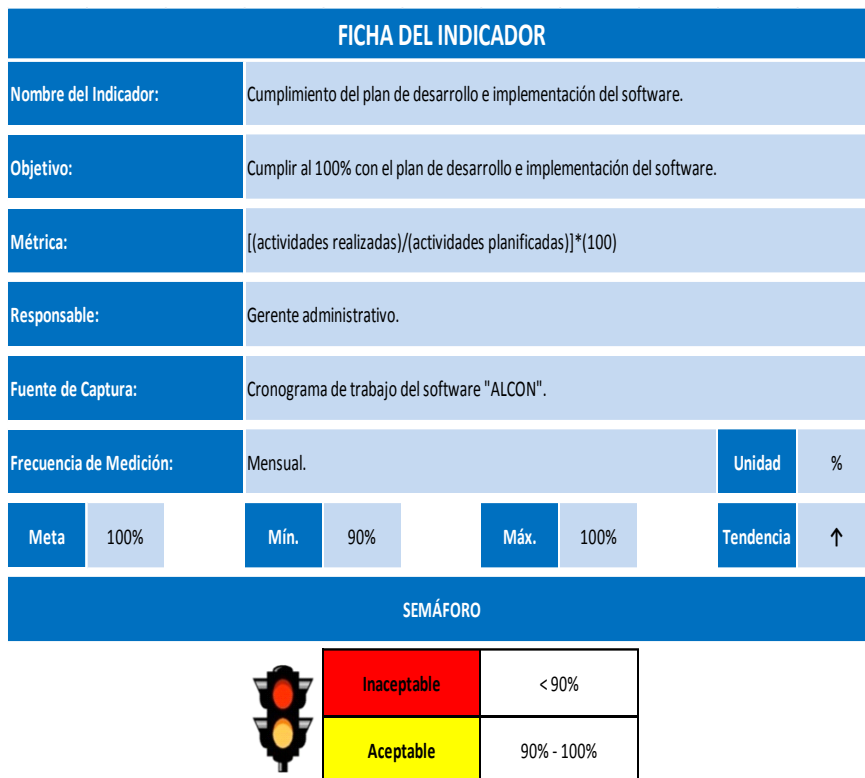 FICHA DEL INDICADOR
Nombre del Indicador: Cumplimiento del plan de desarrollo e implementación del software.
Objetivo: Cumplir al 100% con el plan de desarrollo e implementación del software.
Métrica: [(actividades realizadas)/(actividades planificadas)]*(100)
Responsable: Gerente administrativo.
Fuente de Captura: Cronograma de trabajo del software "ALCON".
Frecuencia de Medición: Mensual. Unidad %
Meta 100% Mín. 90% Máx. 100% Tendencia ↑
SEMÁFORO
Inaceptable < 90%
Aceptable 90% - 100%